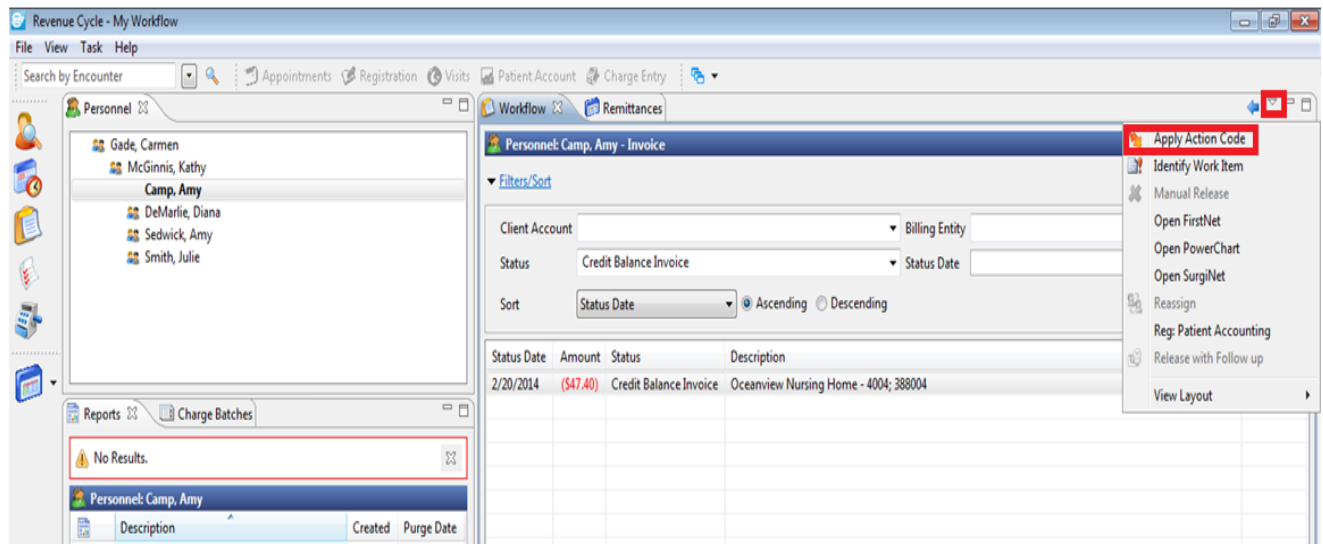 Revenue Cycle - My Workflow
File View Task Help
Search by Encounter Appointments Registration Visits Patient Account Charge Entry
Personnel
Gade, Carmen
McGinnis, Kathy
Camp, Amy
DeMarlie, Diana
Sedwick, Amy
Smith, Julie
Reports Charge Batches
No Results.
Personnel: Camp, Amy
Description Created Purge Date
Workflow Remittances
Personnel: Camp, Amy - Invoice
Filters/Sort
Client Account Billing Entity
Status Credit Balance Invoice Status Date
Sort Status Date Ascending Descending
Status Date Amount Status Description
2/20/2014 ($47.40) Credit Balance Invoice Oceanview Nursing Home - 4004; 388004
Apply Action Code
Identify Work Item
Manual Release
Open FirstNet
Open PowerChart
Open SurgiNet
Reassign
Reg: Patient Accounting
Release with Follow up
View Layout